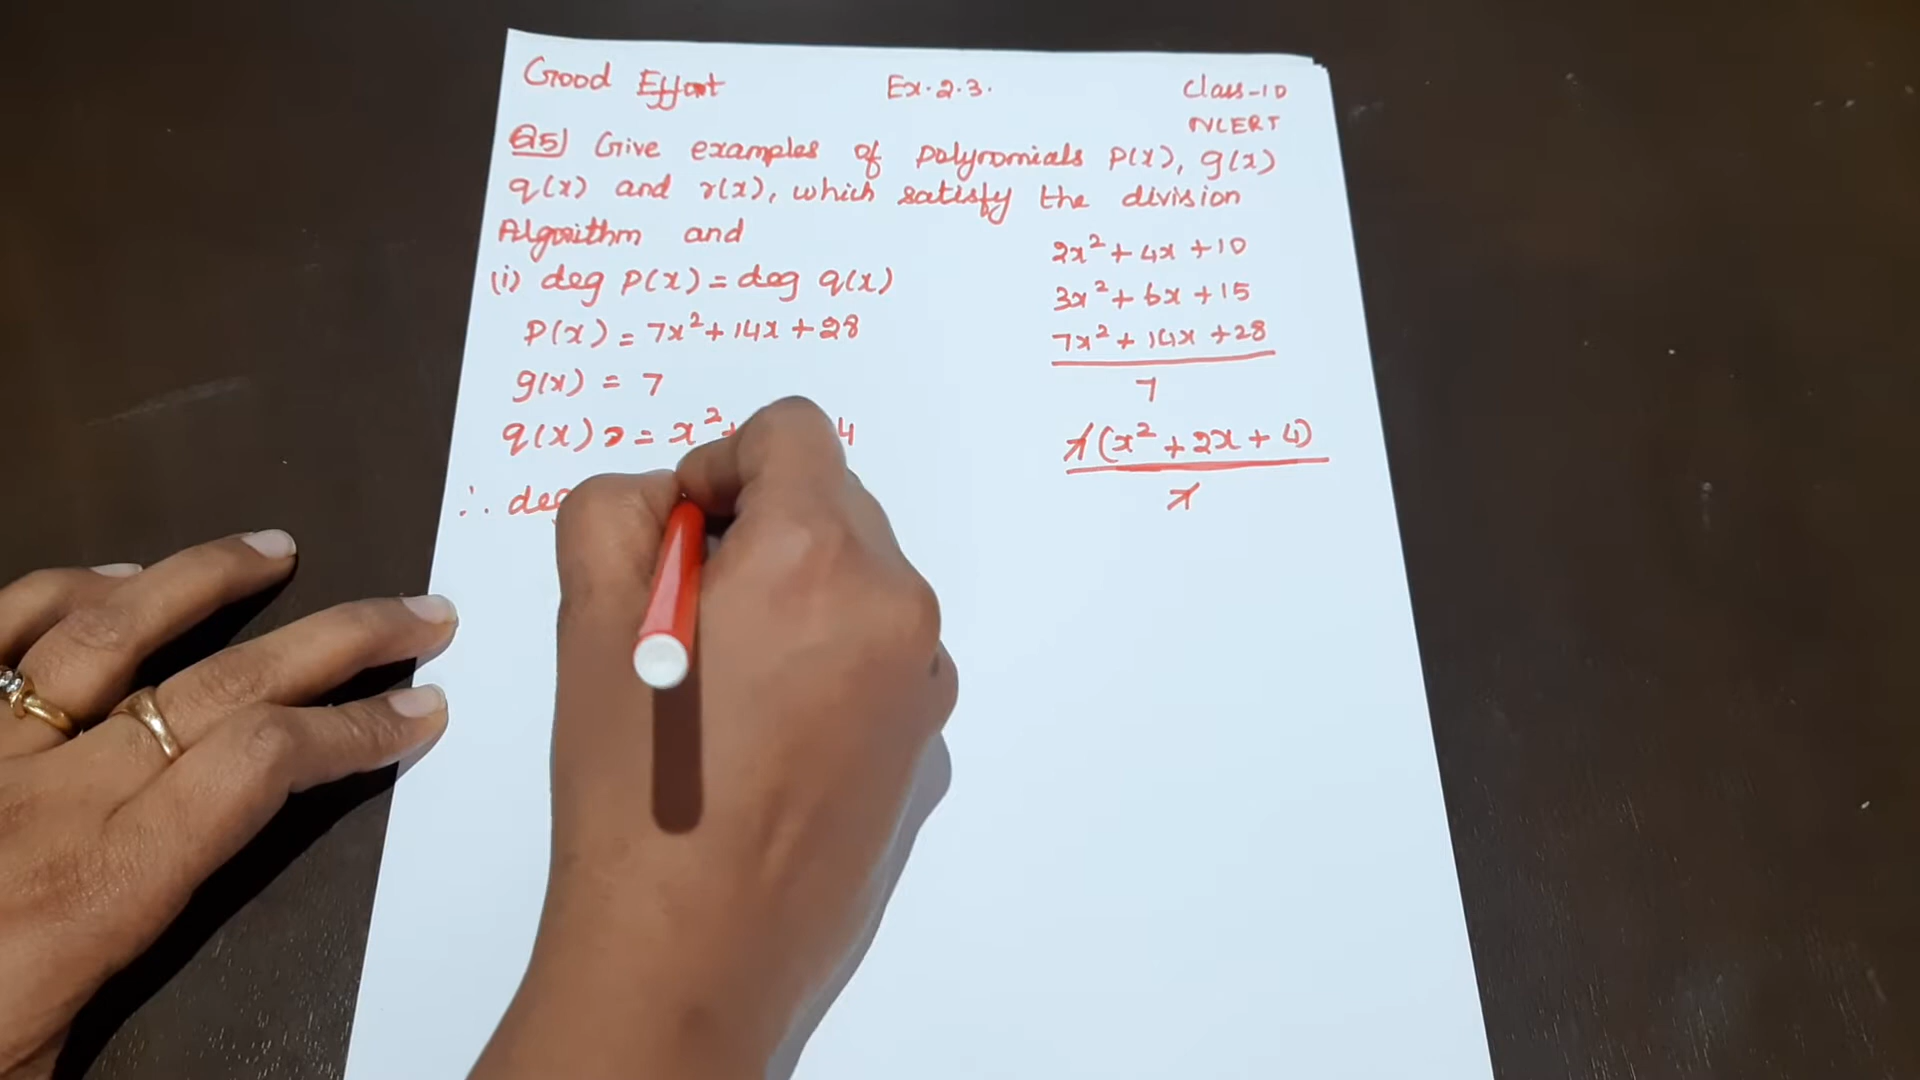 Good Effort Ex.2.3. Class-10
NCERT
Q5) Give examples of Polynomials P(x), g(x)
q(x) and r(x), which satisfy the division
Algorithm and
(i) deg P(x) = deg q(x)
P(x) = 7x²+14x+28
g(x) = 7
q(x) = x²+ 4
∴ deg
2x²+4x+10
3x²+6x+15
7x²+14x+28
7
7(x²+2x+4)
7